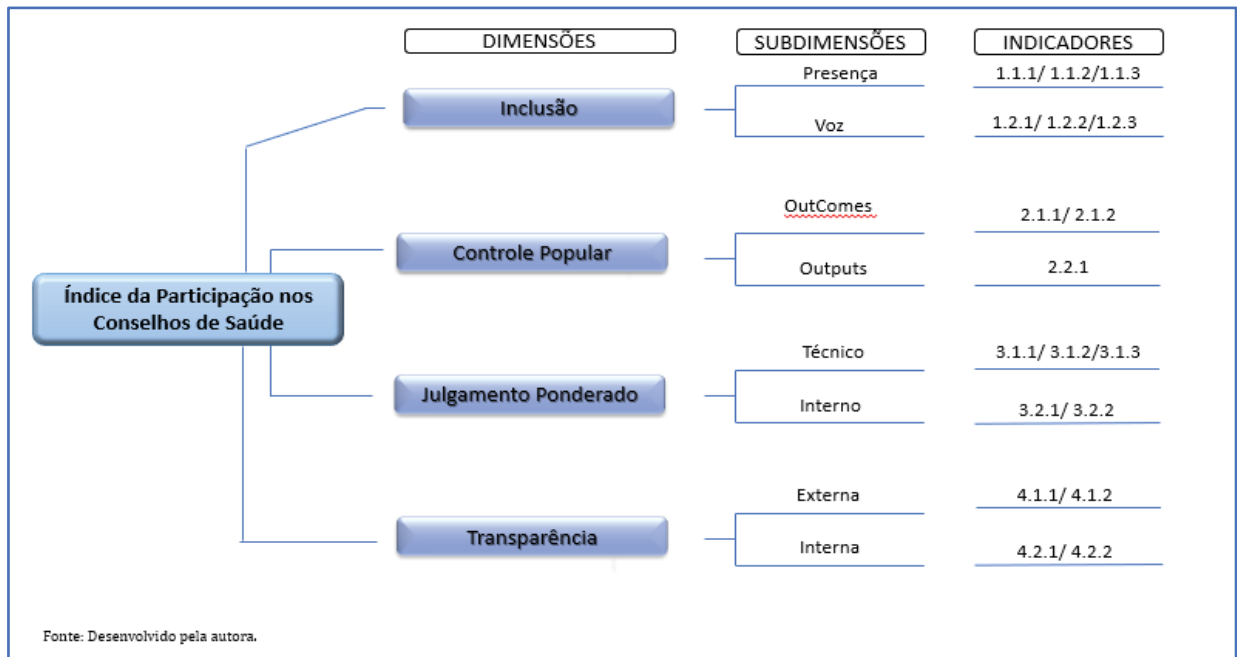 DIMENSÕES
SUBDIMENSÕES
INDICADORES
Inclusão
Presença
1.1.1/ 1.1.2/1.1.3
Voz
1.2.1/ 1.2.2/1.2.3
Controle Popular
OutComes
2.1.1/ 2.1.2
Outputs
2.2.1
Índice da Participação nos
Conselhos de Saúde
Julgamento Ponderado
Técnico
3.1.1/ 3.1.2/3.1.3
Interno
3.2.1/ 3.2.2
Transparência
Externa
4.1.1/ 4.1.2
Interna
4.2.1/ 4.2.2
Fonte: Desenvolvido pela autora.